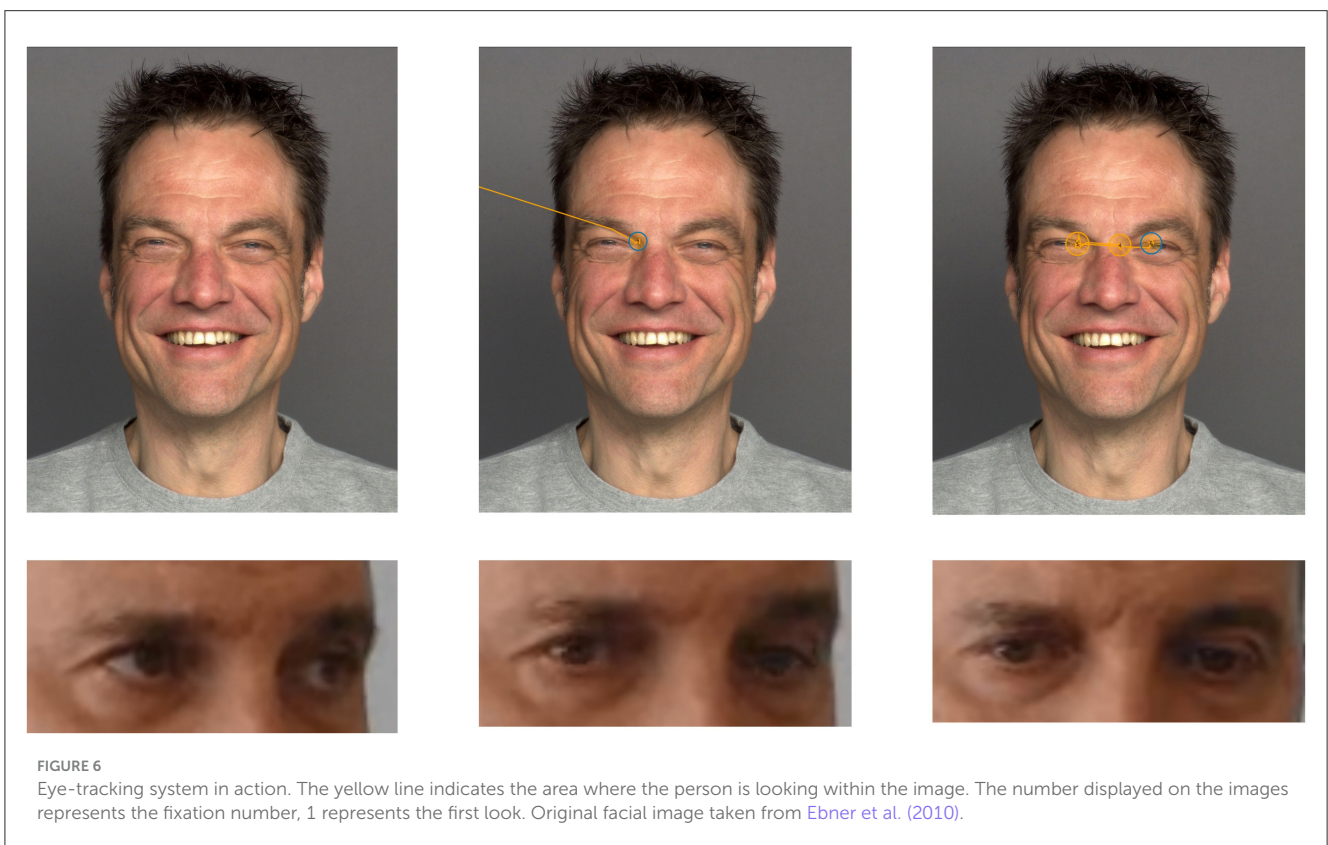 FIGURE 6
Eye-tracking system in action. The yellow line indicates the area where the person is looking within the image. The number displayed on the images
represents the fixation number, 1 represents the first look. Original facial image taken from Ebner et al. (2010).